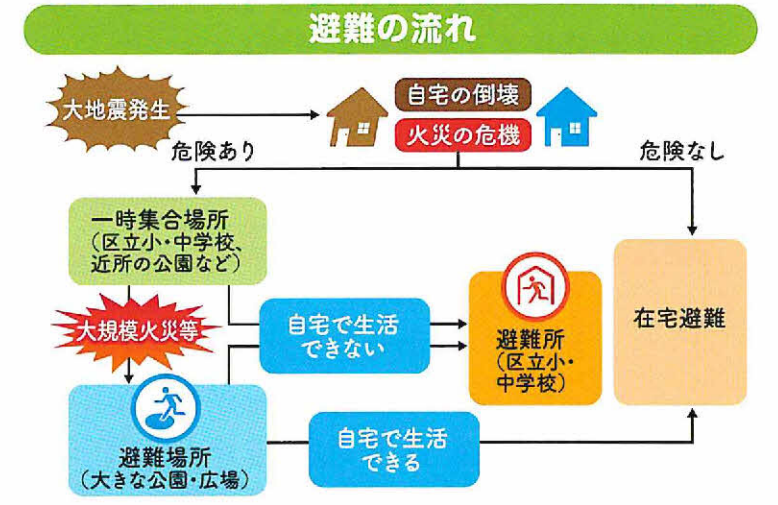 避難の流れ
大地震発生
自宅の倒壊
火災の危機
危険あり
危険なし
一時集合場所
(区立小・中学校、
近所の公園など)
大規模火災等
自宅で生活
できない
避難所
(区立小・
中学校)
在宅避難
避難場所
(大きな公園・広場)
自宅で生活
できる